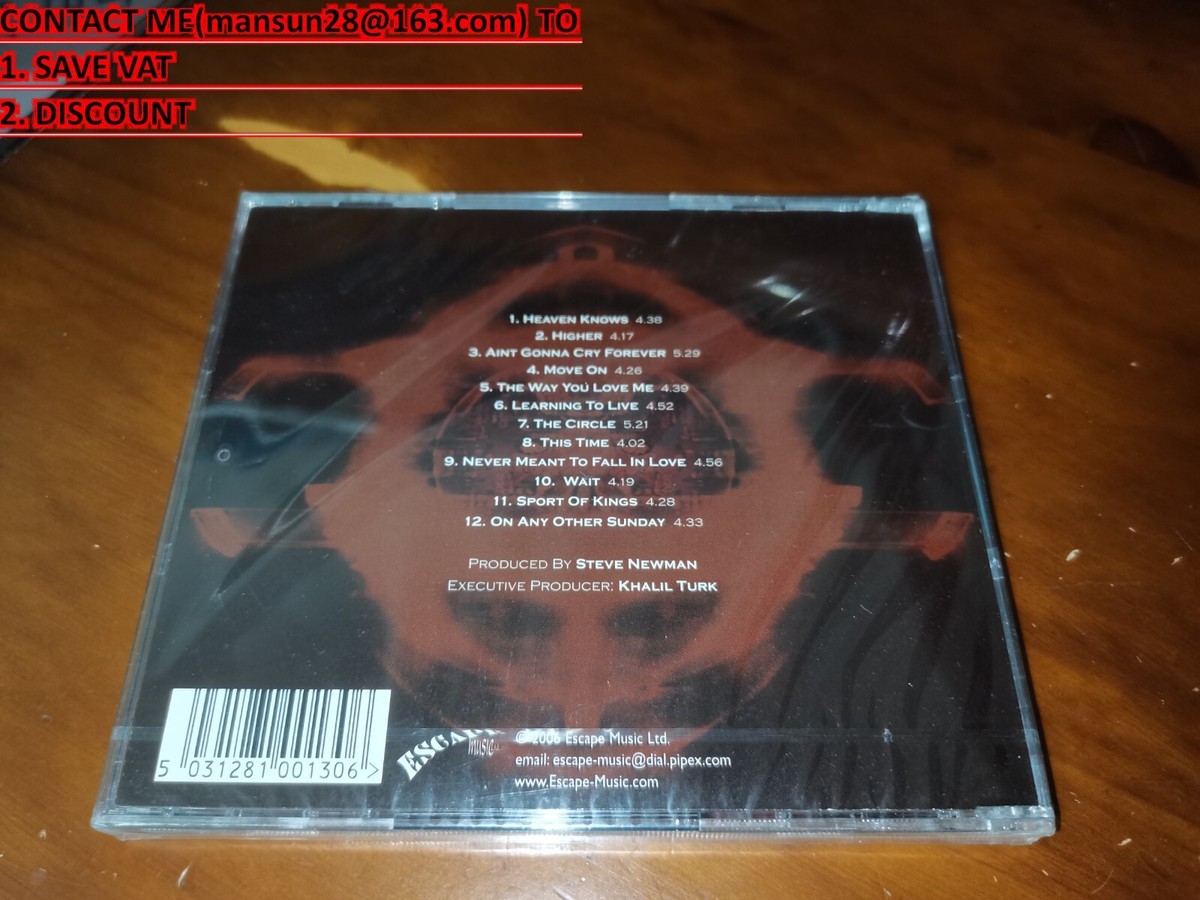 CONTACT ME(mansun28@163.com) TO
1. SAVE VAT
2. DISCOUNT
1. HEAVEN KNOWS 4.38
2. HIGHER 4.17
3. AINT GONNA CRY FOREVER 5.29
4. MOVE ON 4.26
5. THE WAY YOU LOVE ME 4.39
6. LEARNING TO LIVE 4.52
7. THE CIRCLE 5.21
8. THIS TIME 4.02
9. NEVER MEANT TO FALL IN LOVE 4.56
10. WAIT 4.19
11. SPORT OF KINGS 4.28
12. ON ANY OTHER SUNDAY 4.33
PRODUCED BY STEVE NEWMAN
EXECUTIVE PRODUCER: KHALIL TURK
5 031281 001306 >
ESCAPE
music
© 2006 Escape Music Ltd.
email: escape-music@dial.pipex.com
www.Escape-Music.com